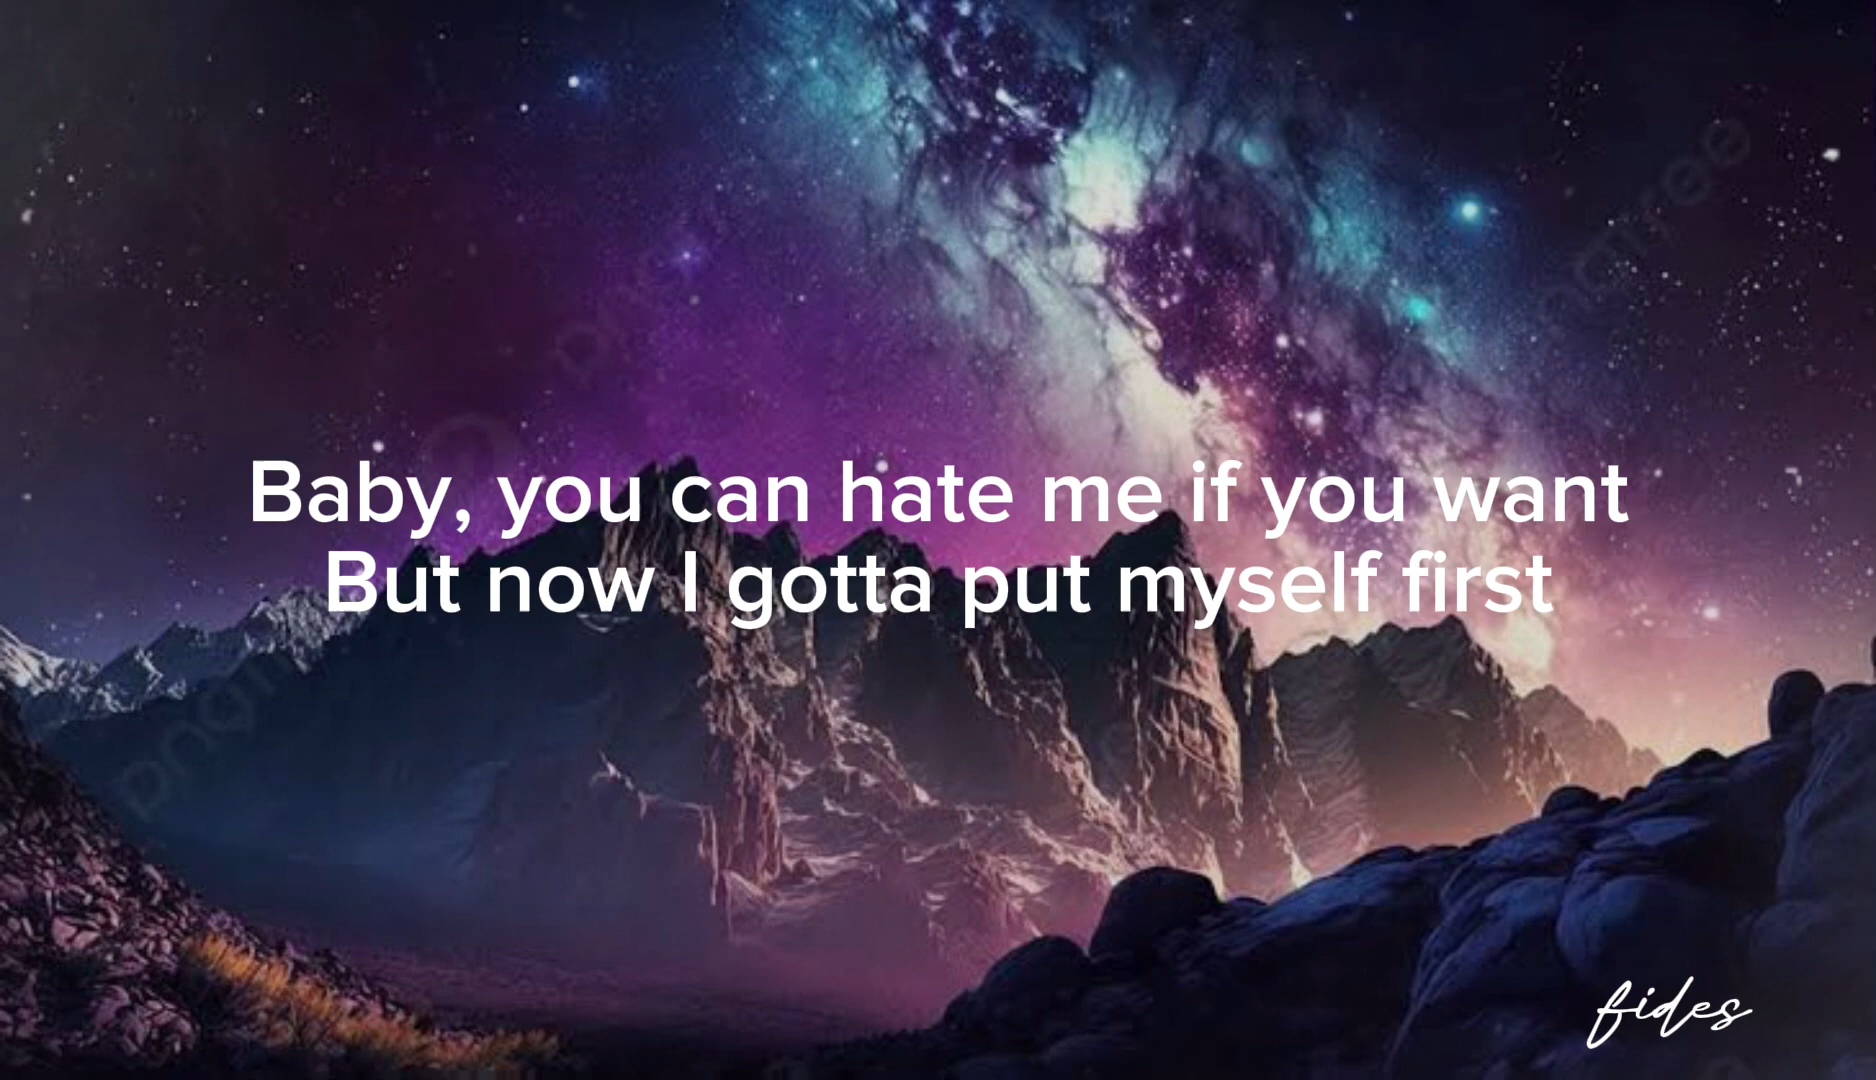 Baby, you can hate me if you want
But now I gotta put myself first
fides